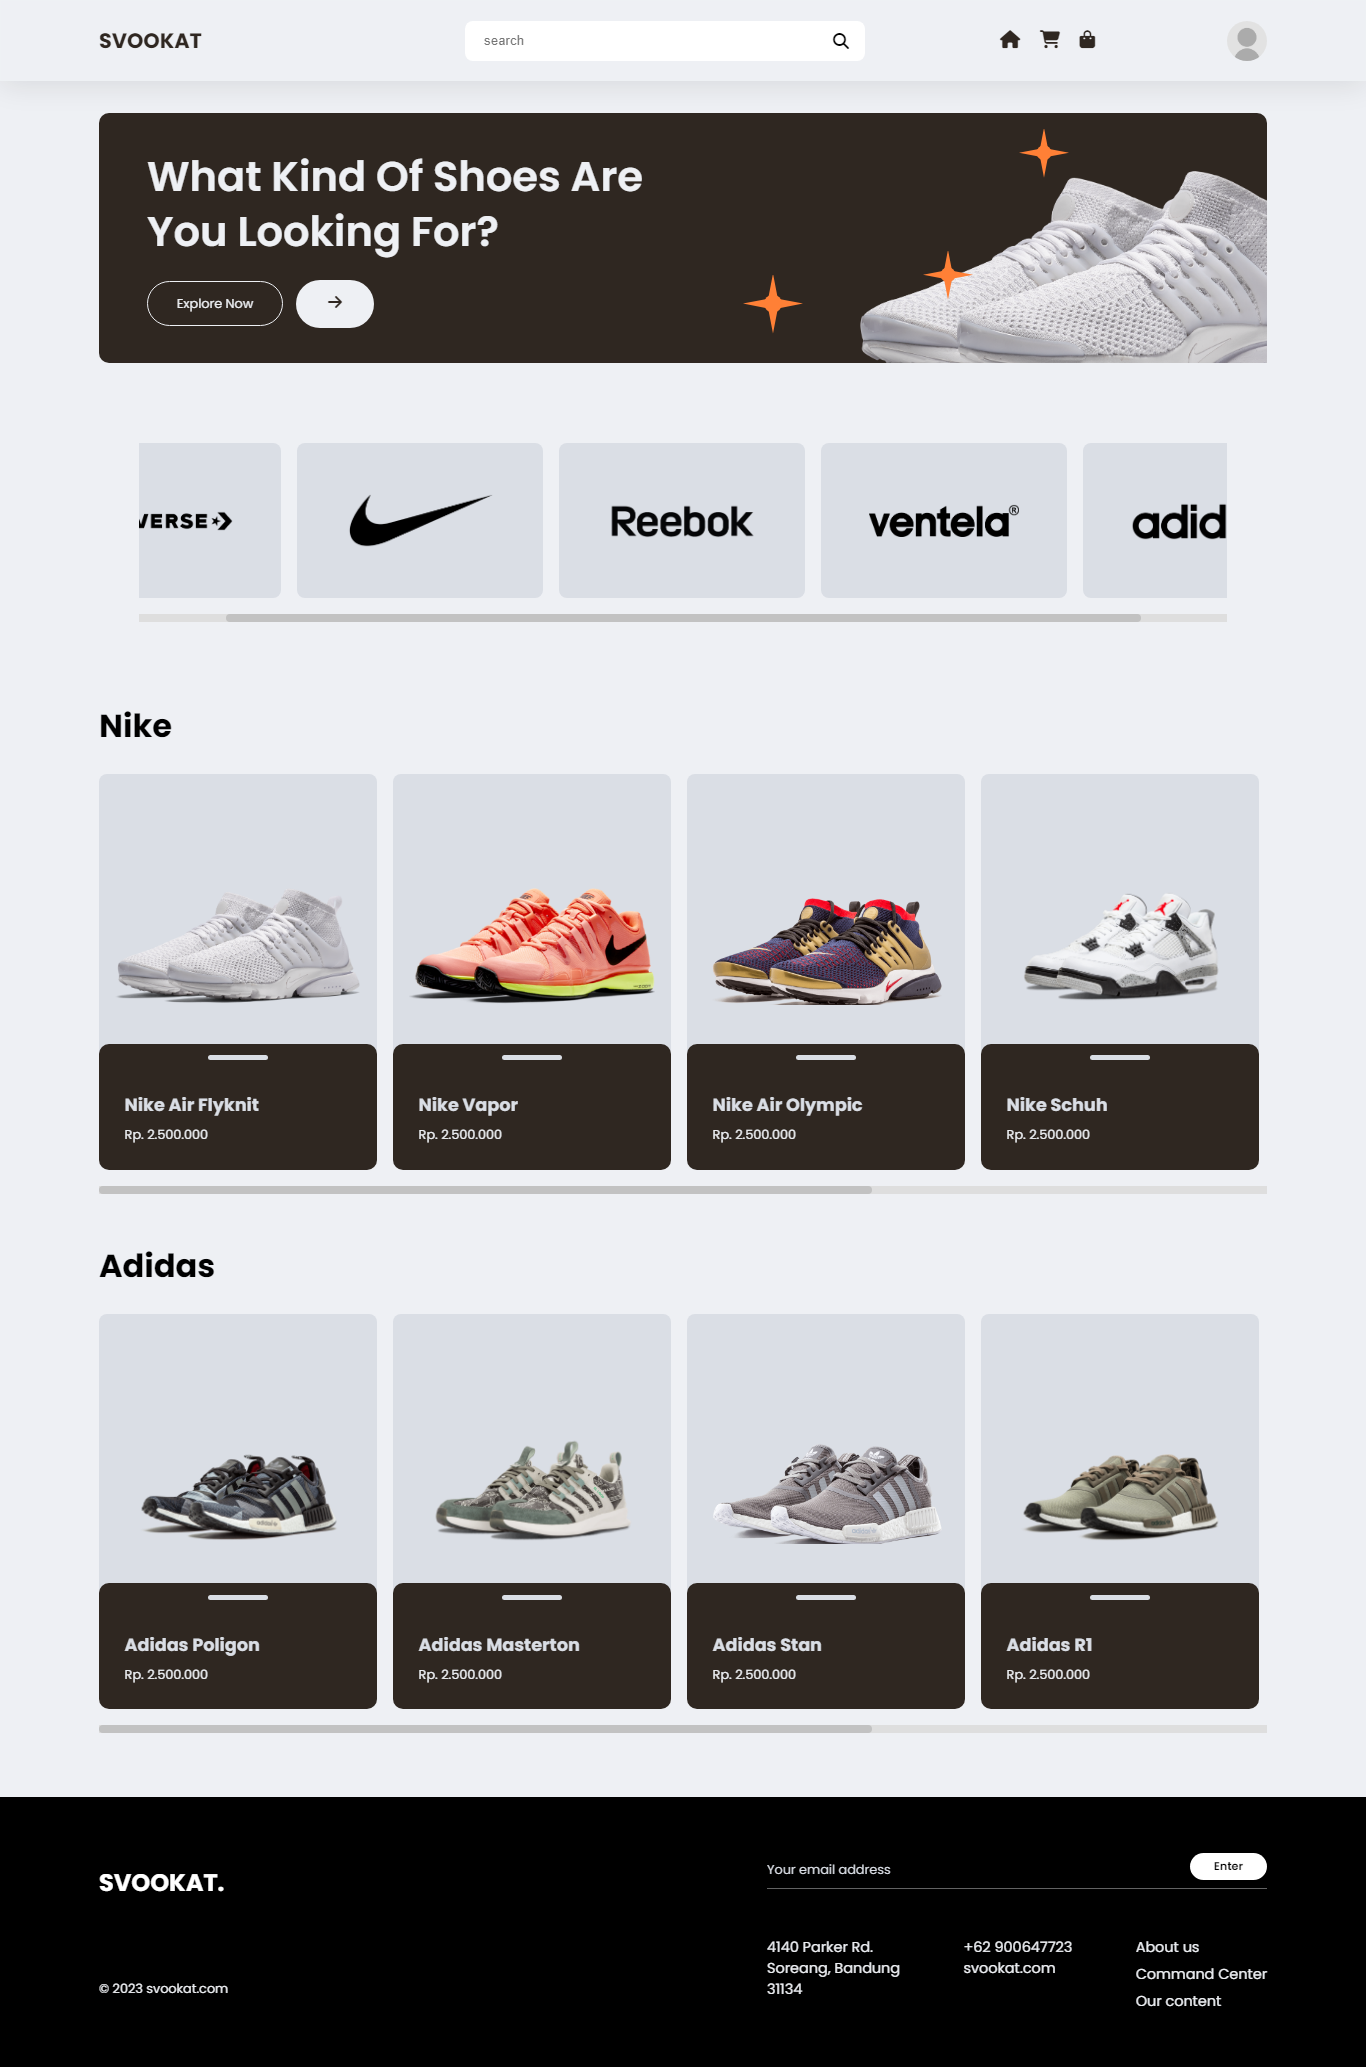 SVOOKAT
search
What Kind Of Shoes Are
You Looking For?
Explore Now
VERSE
Reebok
ventela®
adid
Nike
Nike Air Flyknit
Rp. 2.500.000
Nike Vapor
Rp. 2.500.000
Nike Air Olympic
Rp. 2.500.000
Nike Schuh
Rp. 2.500.000
Adidas
Adidas Poligon
Rp. 2.500.000
Adidas Masterton
Rp. 2.500.000
Adidas Stan
Rp. 2.500.000
Adidas R1
Rp. 2.500.000
SVOOKAT.
© 2023 svookat.com
Your email address
Enter
4140 Parker Rd.
Soreang, Bandung
31134
+62 900647723
svookat.com
About us
Command Center
Our content